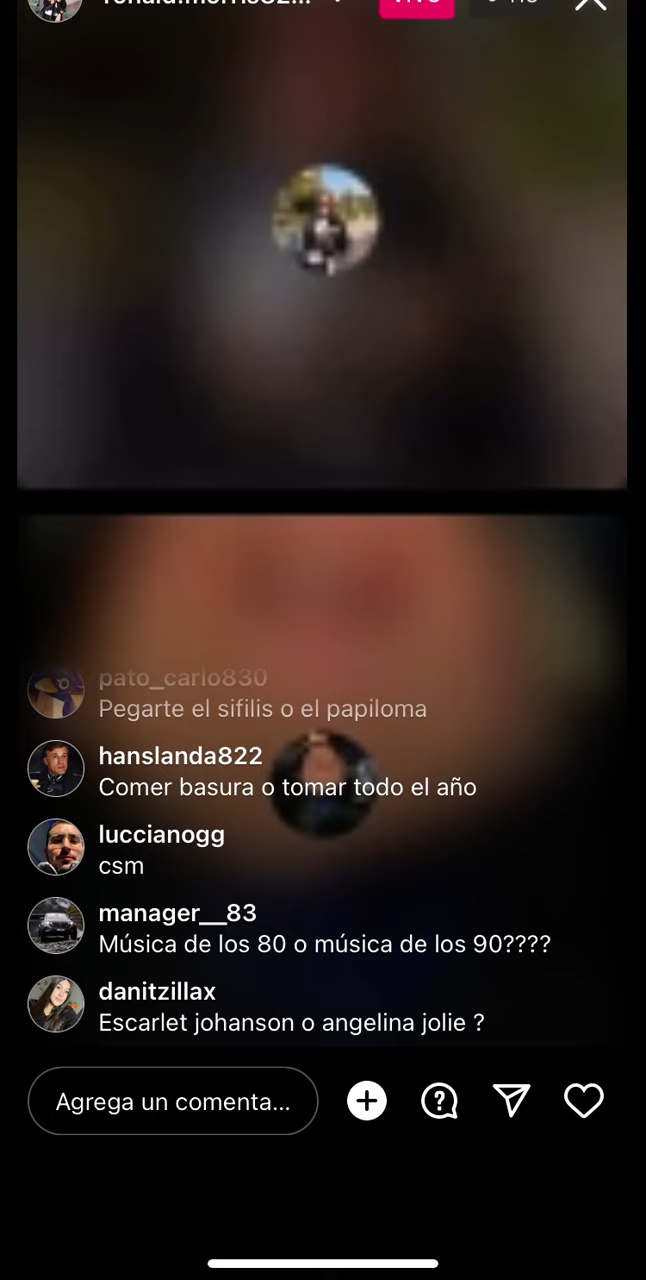 pato_carlo830
Pegarte el sifilis o el papiloma
hanslanda822
Comer basura o tomar todo el año
luccianogg
csm
manager__83
Música de los 80 o música de los 90????
danitzillax
Escarlet johanson o angelina jolie ?
Agrega un comenta...